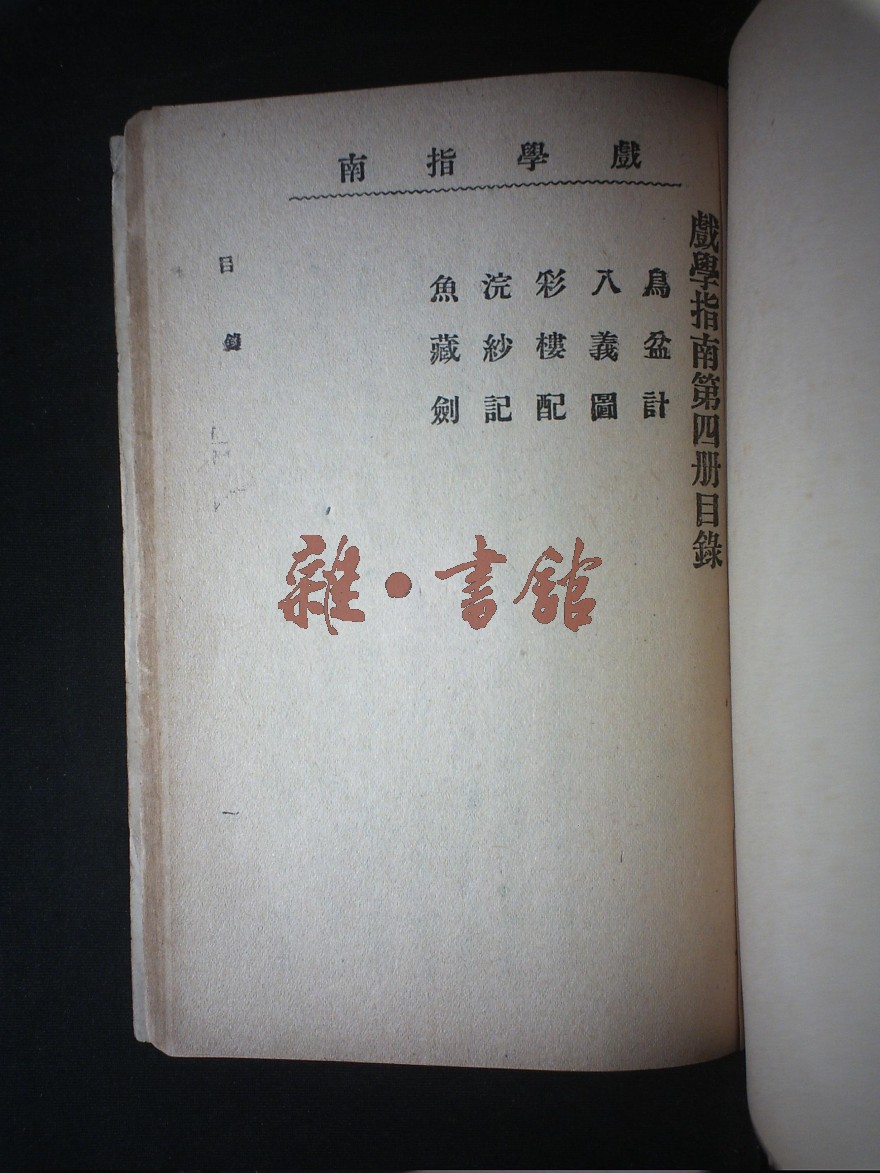 戲學指南
戲學指南第四册目錄
烏盆計
八義圖
彩樓配
浣紗記
魚藏劍
目錄
一
雜·書館